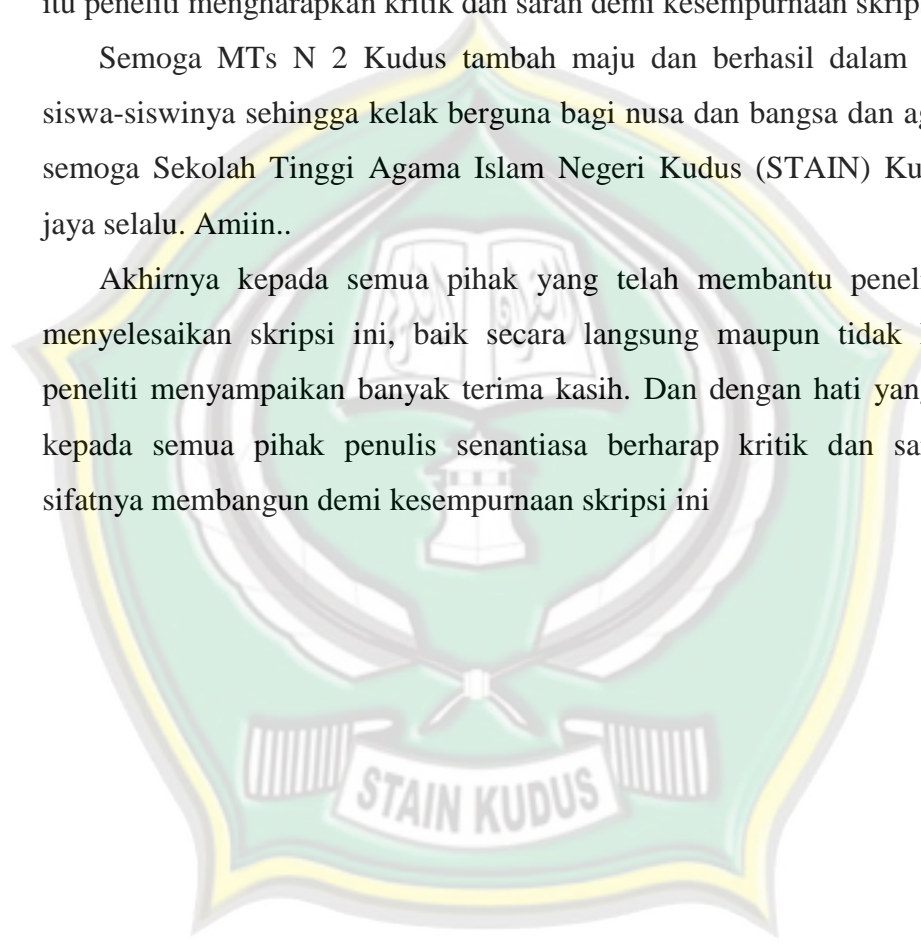 itu peneliti mengharapkan kritik dan saran demi kesempurnaan skrip
Semoga MTs N 2 Kudus tambah maju dan berhasil dalam
siswa-siswinya sehingga kelak berguna bagi nusa dan bangsa dan ag
semoga Sekolah Tinggi Agama Islam Negeri Kudus (STAIN) Ku
jaya selalu. Amiin..
Akhirnya kepada semua pihak yang telah membantu penel
menyelesaikan skripsi ini, baik secara langsung maupun tidak
peneliti menyampaikan banyak terima kasih. Dan dengan hati yang
kepada semua pihak penulis senantiasa berharap kritik dan sa
sifatnya membangun demi kesempurnaan skripsi ini
STAIN KUDUS